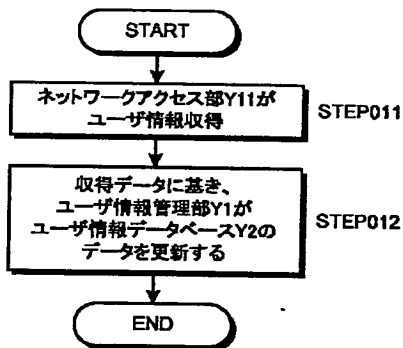 START
ネットワークアクセス部Y11が
ユーザ情報取得
STEP011
取得データに基き、
ユーザ情報管理部Y1が
ユーザ情報データベースY2の
データを更新する
STEP012
END